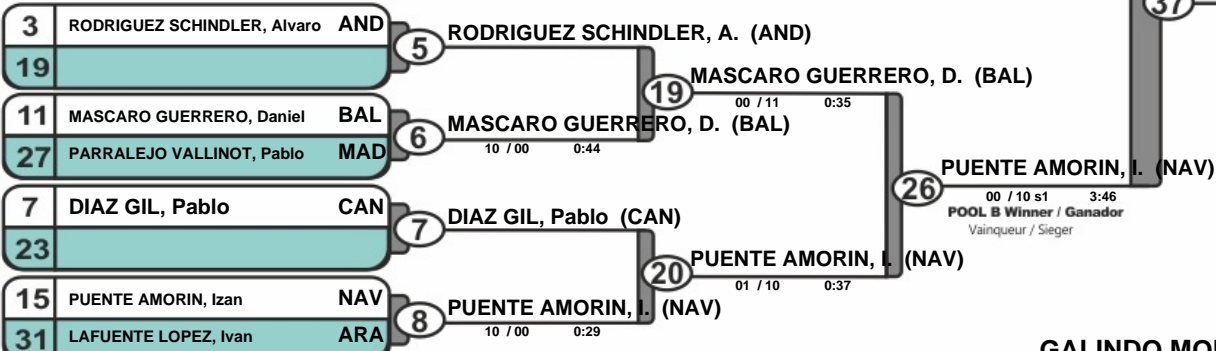 3 RODRIGUEZ SCHINDLER, Alvaro AND
19
5 RODRIGUEZ SCHINDLER, A. (AND)
11 MASCARO GUERRERO, Daniel BAL
27 PARRALEJO VALLINOT, Pablo MAD
6 MASCARO GUERRERO, D. (BAL)
10 / 00 0:44
19 MASCARO GUERRERO, D. (BAL)
00 / 11 0:35
7 DIAZ GIL, Pablo CAN
23
7 DIAZ GIL, Pablo (CAN)
15 PUENTE AMORIN, Izan NAV
31 LAFUENTE LOPEZ, Ivan ARA
8 PUENTE AMORIN, I. (NAV)
10 / 00 0:29
20 PUENTE AMORIN, I. (NAV)
01 / 10 0:37
26 PUENTE AMORIN, I. (NAV)
00 / 10 s1 3:46
POOL B Winner / Ganador
Vainqueur / Sieger
37